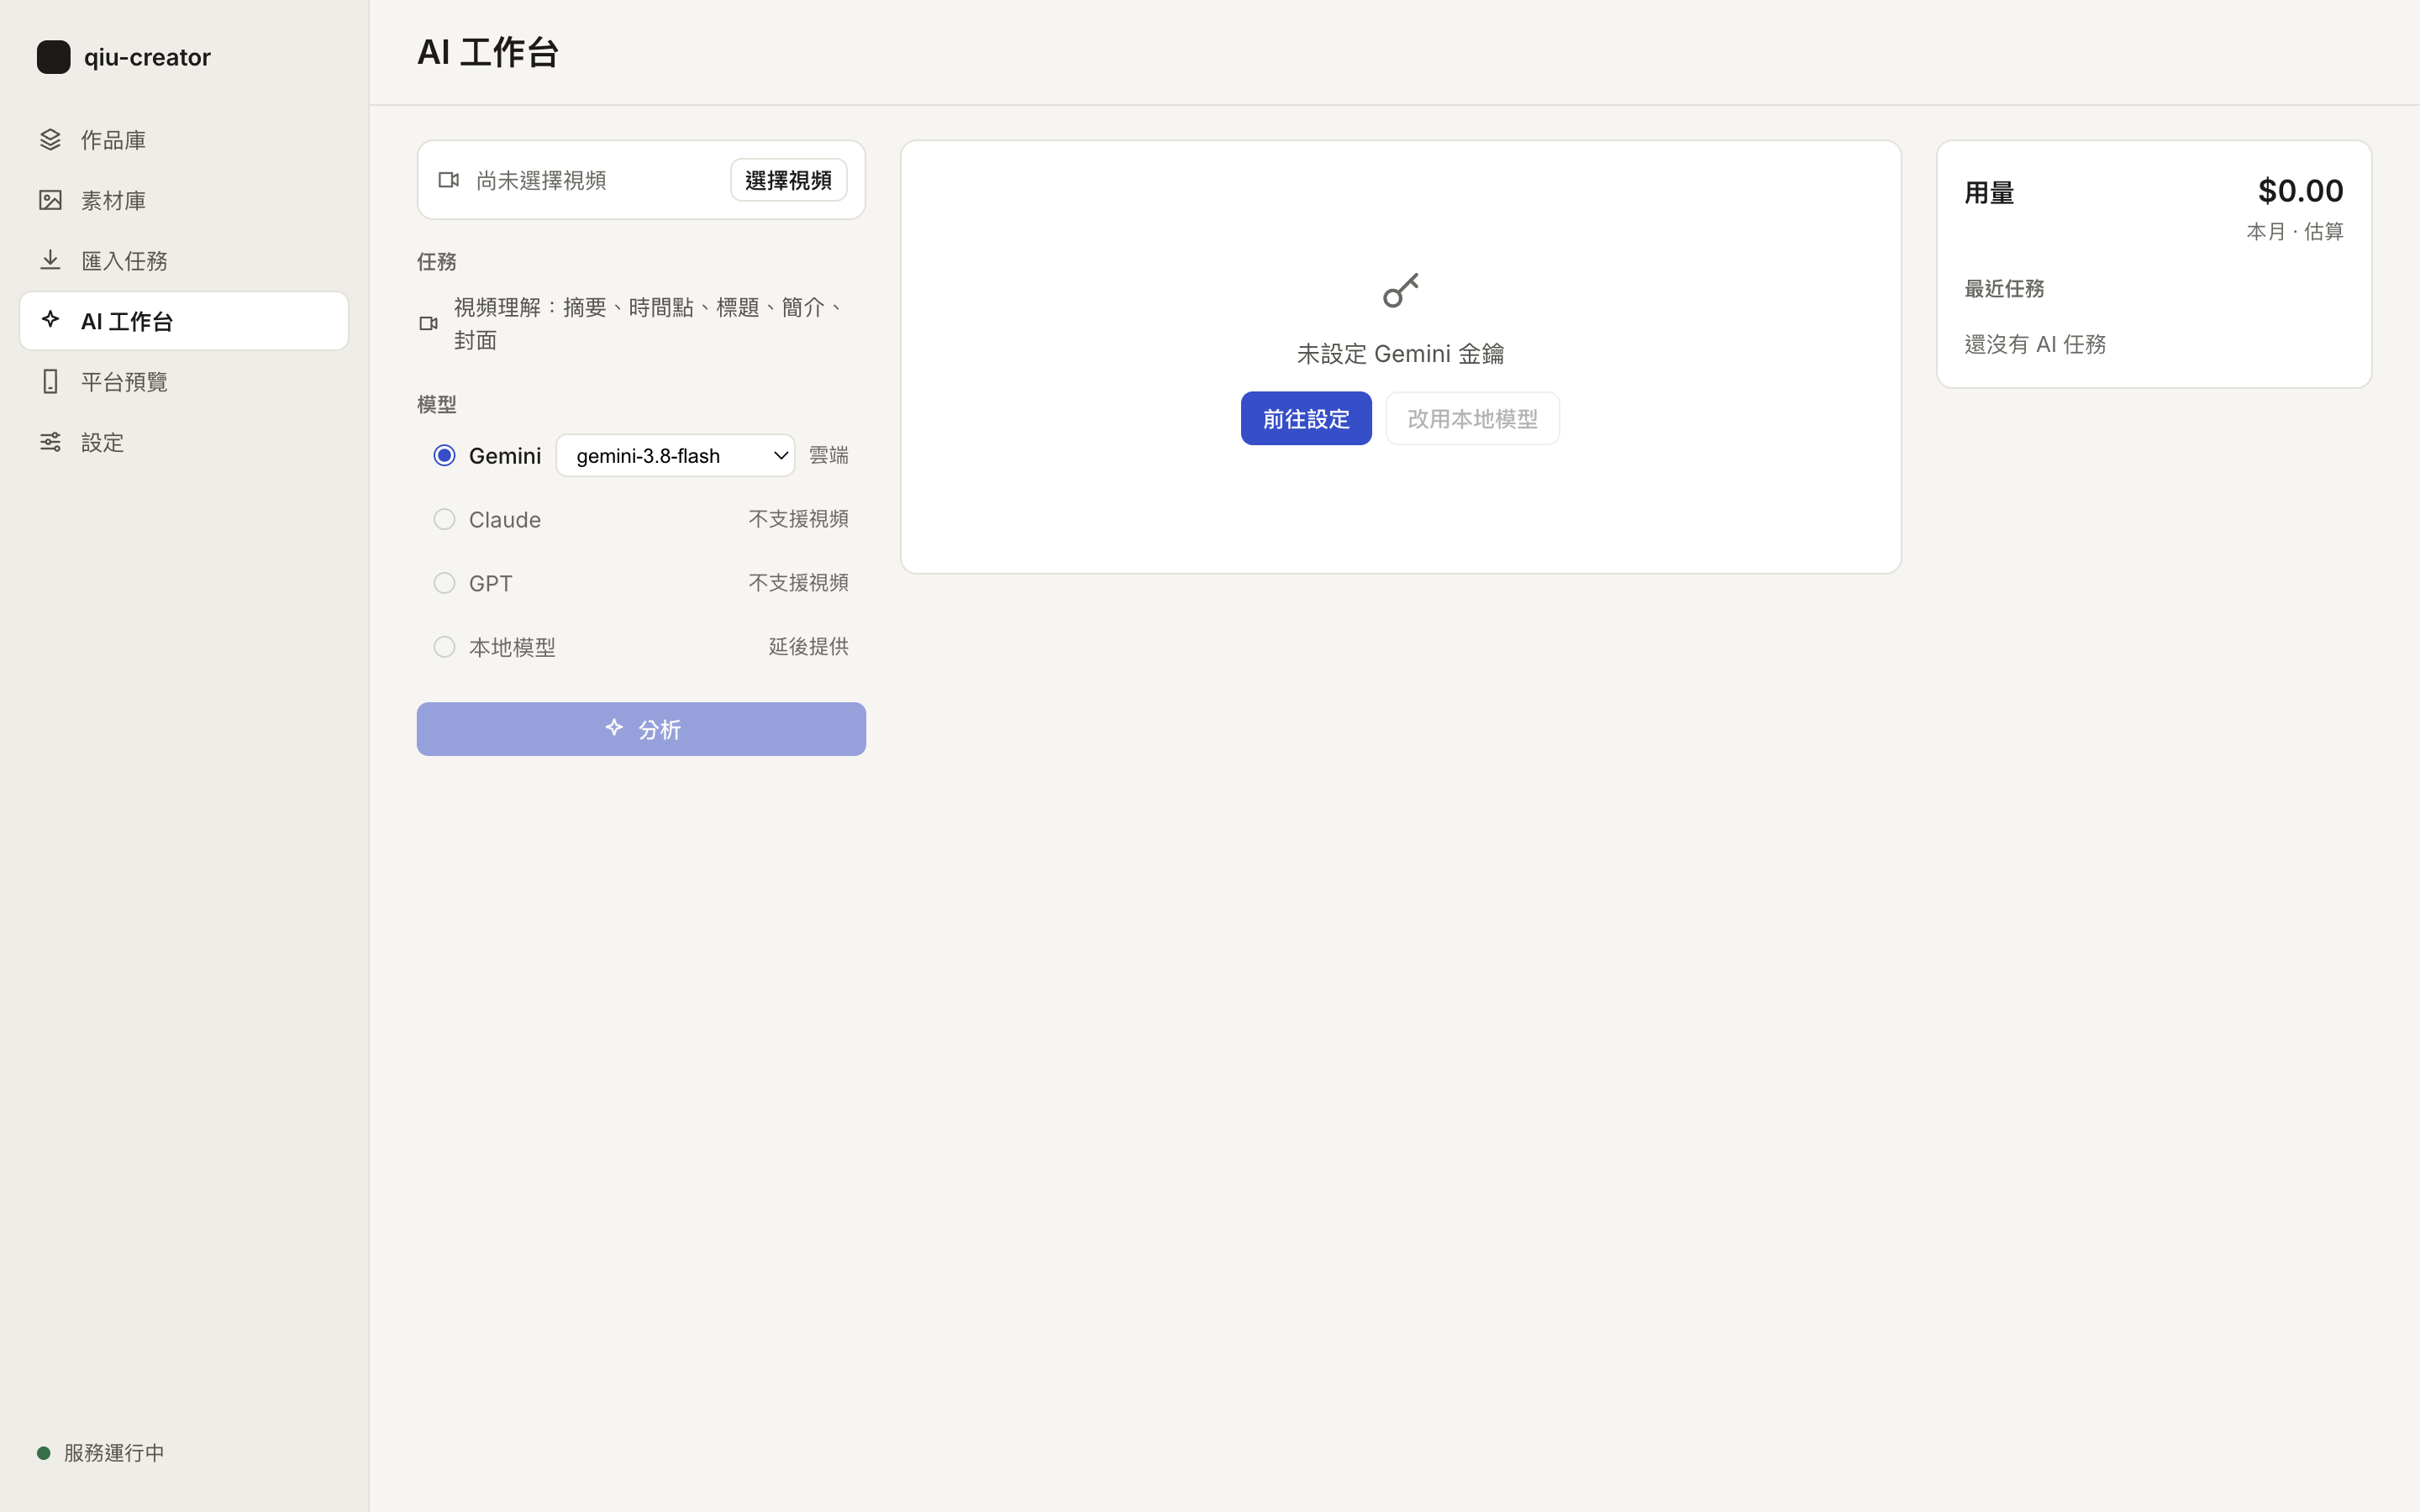 qiu-creator
作品庫
素材庫
匯入任務
AI 工作台
平台預覽
設定
服務運行中
AI 工作台
尚未選擇視頻
選擇視頻
任務
視頻理解：摘要、時間點、標題、簡介、
封面
模型
Gemini gemini-3.8-flash 雲端
Claude 不支援視頻
GPT 不支援視頻
本地模型 延後提供
分析
未設定 Gemini 金鑰
前往設定 改用本地模型
用量 $0.00
本月 · 估算
最近任務
還沒有 AI 任務